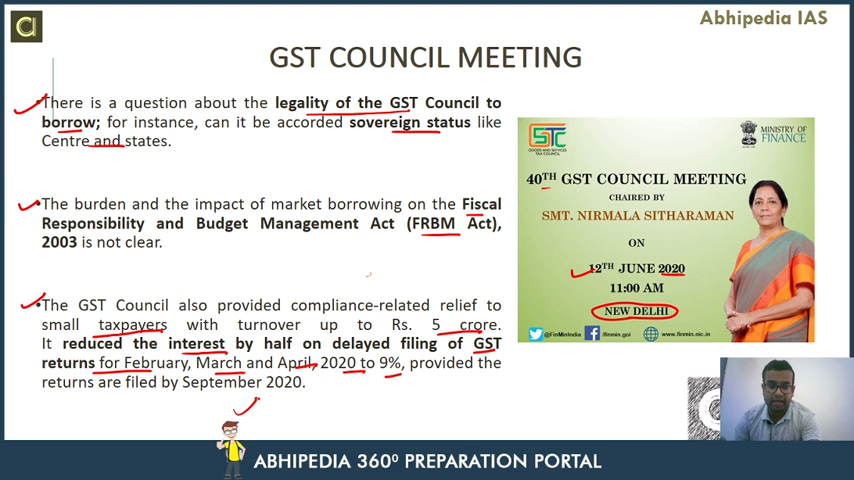 Abhipedia IAS
GST COUNCIL MEETING
•There is a question about the legality of the GST Council to
borrow; for instance, can it be accorded sovereign status like
Centre and states.
•The burden and the impact of market borrowing on the Fiscal
Responsibility and Budget Management Act (FRBM Act),
2003 is not clear.
•The GST Council also provided compliance-related relief to
small taxpayers with turnover up to Rs. 5 crore.
It reduced the interest by half on delayed filing of GST
returns for February, March and April, 2020 to 9%, provided the
returns are filed by September 2020.
GOODS AND SERVICES
TAX COUNCIL
MINISTRY OF
FINANCE
40TH GST COUNCIL MEETING
CHAIRED BY
SMT. NIRMALA SITHARAMAN
ON
12TH JUNE 2020
11:00 AM
NEW DELHI
@FinMinIndia
finmin.goi
www.finmin.nic.in
ABHIPEDIA 360⁰ PREPARATION PORTAL